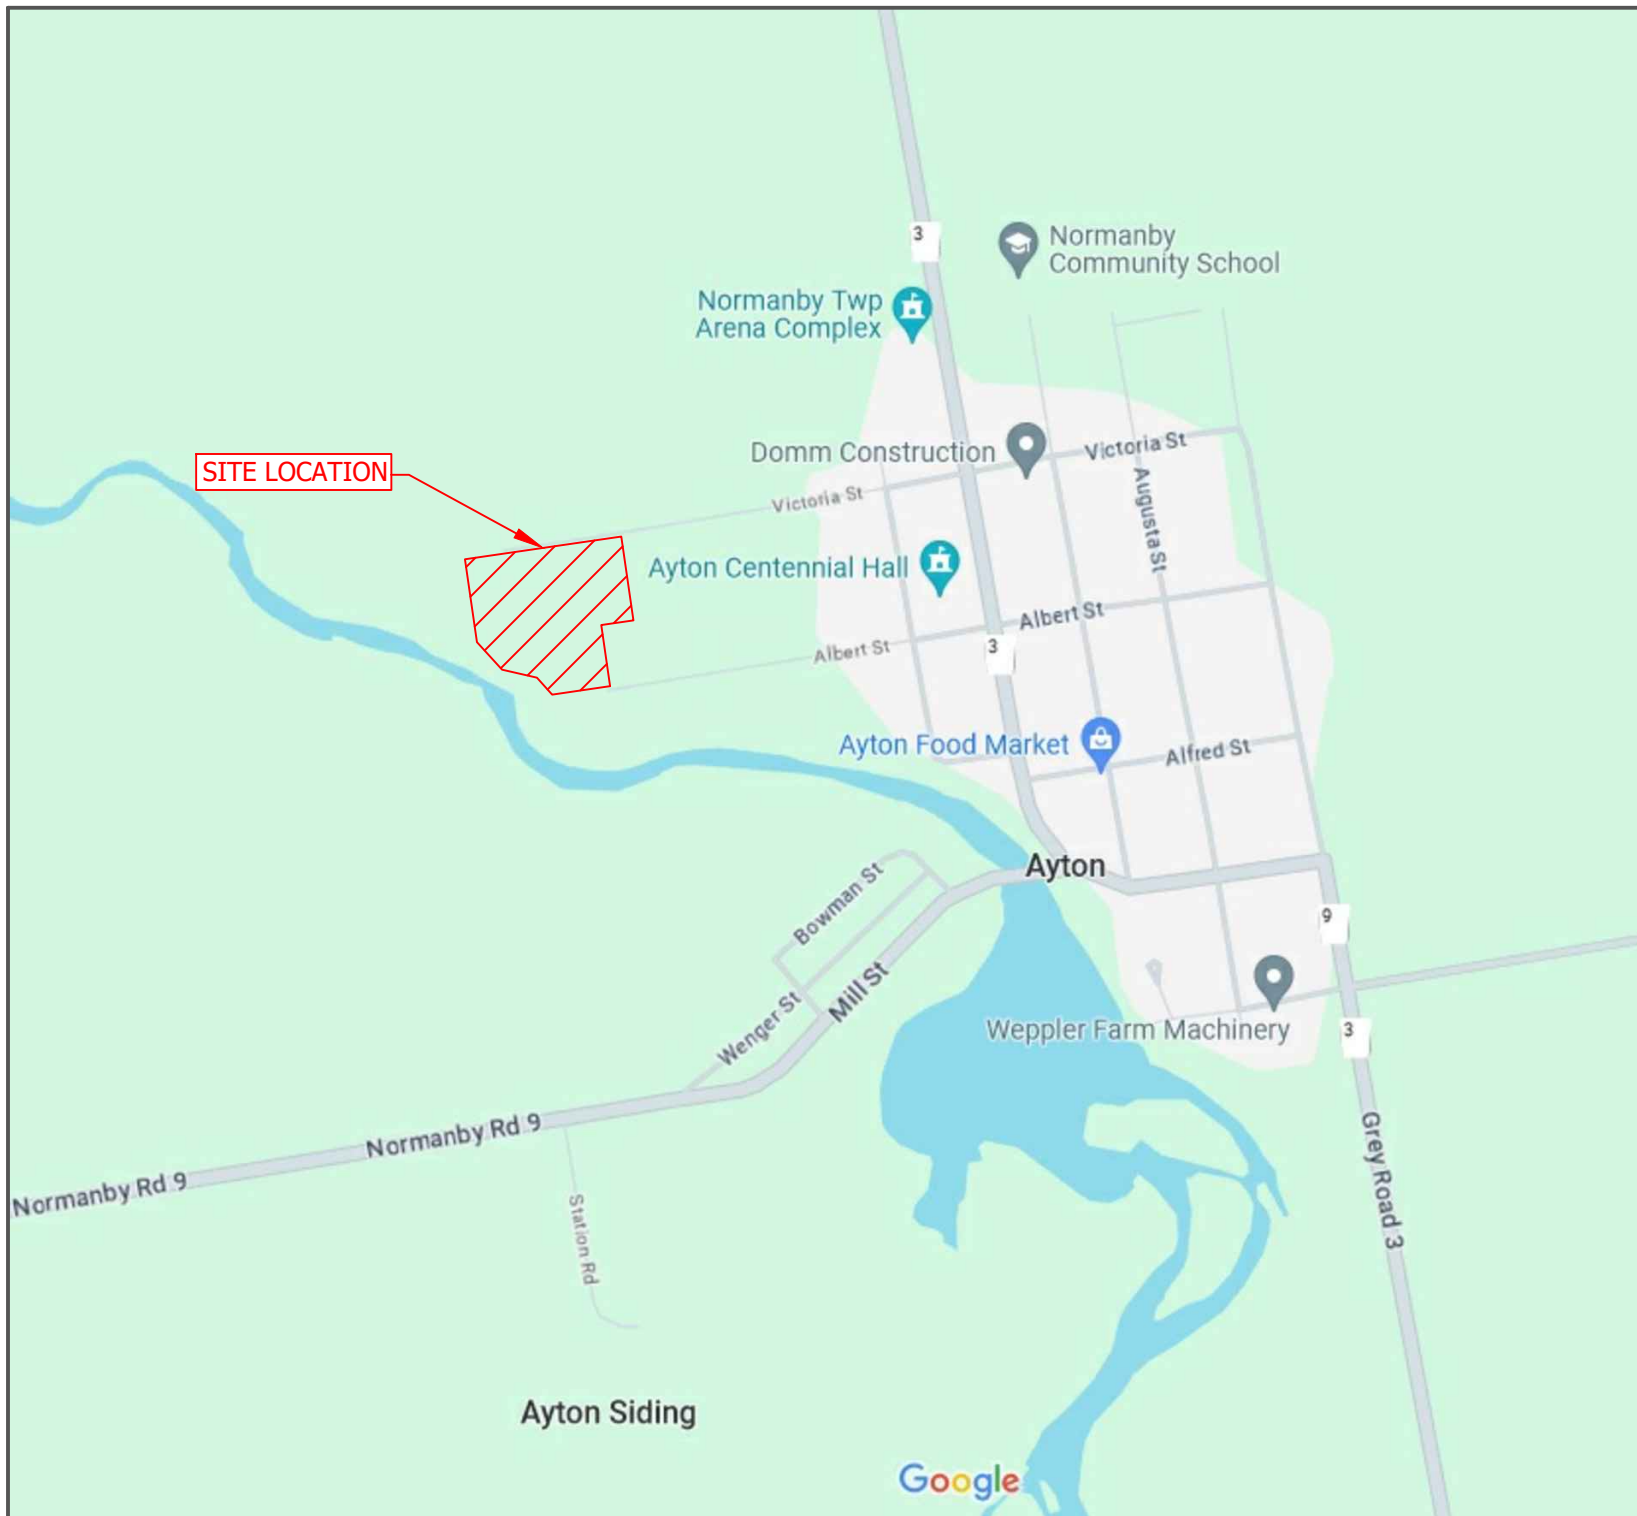 3
Normanby
Community School
Normanby Twp
Arena Complex
Domm Construction
Victoria St
SITE LOCATION
Victoria St
Augusta St
Ayton Centennial Hall
Albert St
Albert St
3
Ayton Food Market
Alfred St
Ayton
Bowman St
9
Mill St
Wenger St
Weppler Farm Machinery
3
Normanby Rd 9
Normanby Rd 9
Grey Road 3
Station Rd
Ayton Siding
Google